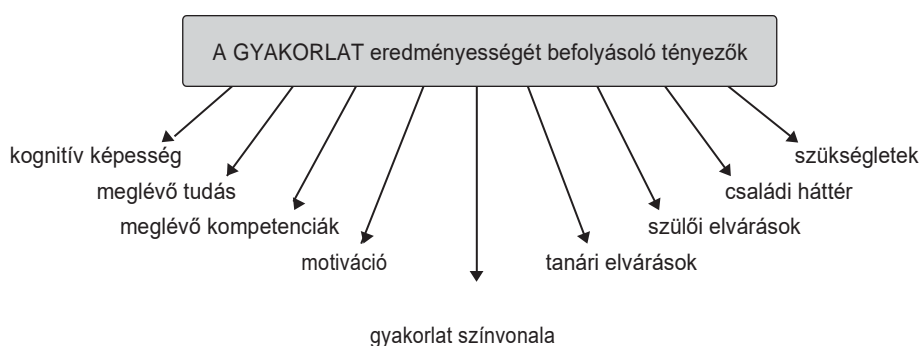 A GYAKORLAT eredményességét befolyásoló tényezők
kognitív képesség
szükségletek
meglévő tudás
családi háttér
meglévő kompetenciák
szülői elvárások
motiváció
tanári elvárások
gyakorlat színvonala